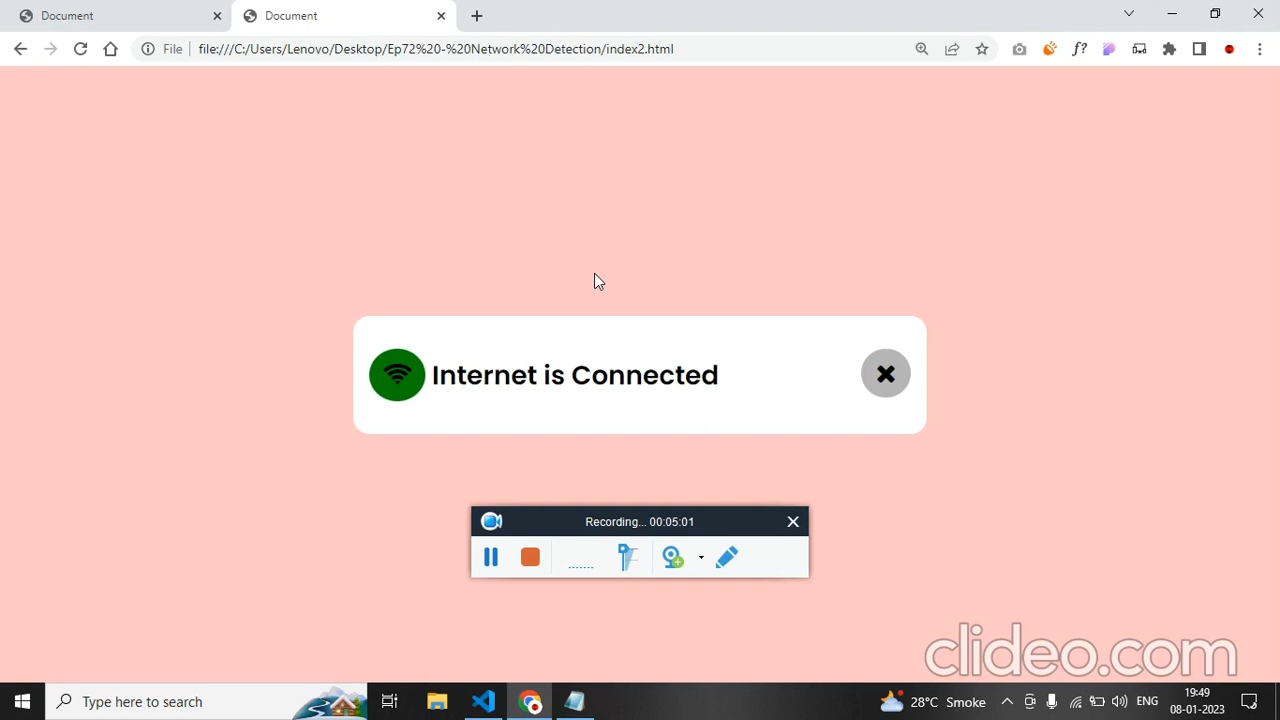 Document
Document
File
file:///C:/Users/Lenovo/Desktop/Ep72%20-%20Network%20Detection/index2.html
f?
Internet is Connected
Recording... 00:05:01
clideo.com
Type here to search
28°C Smoke
ENG
19:49
08-01-2023